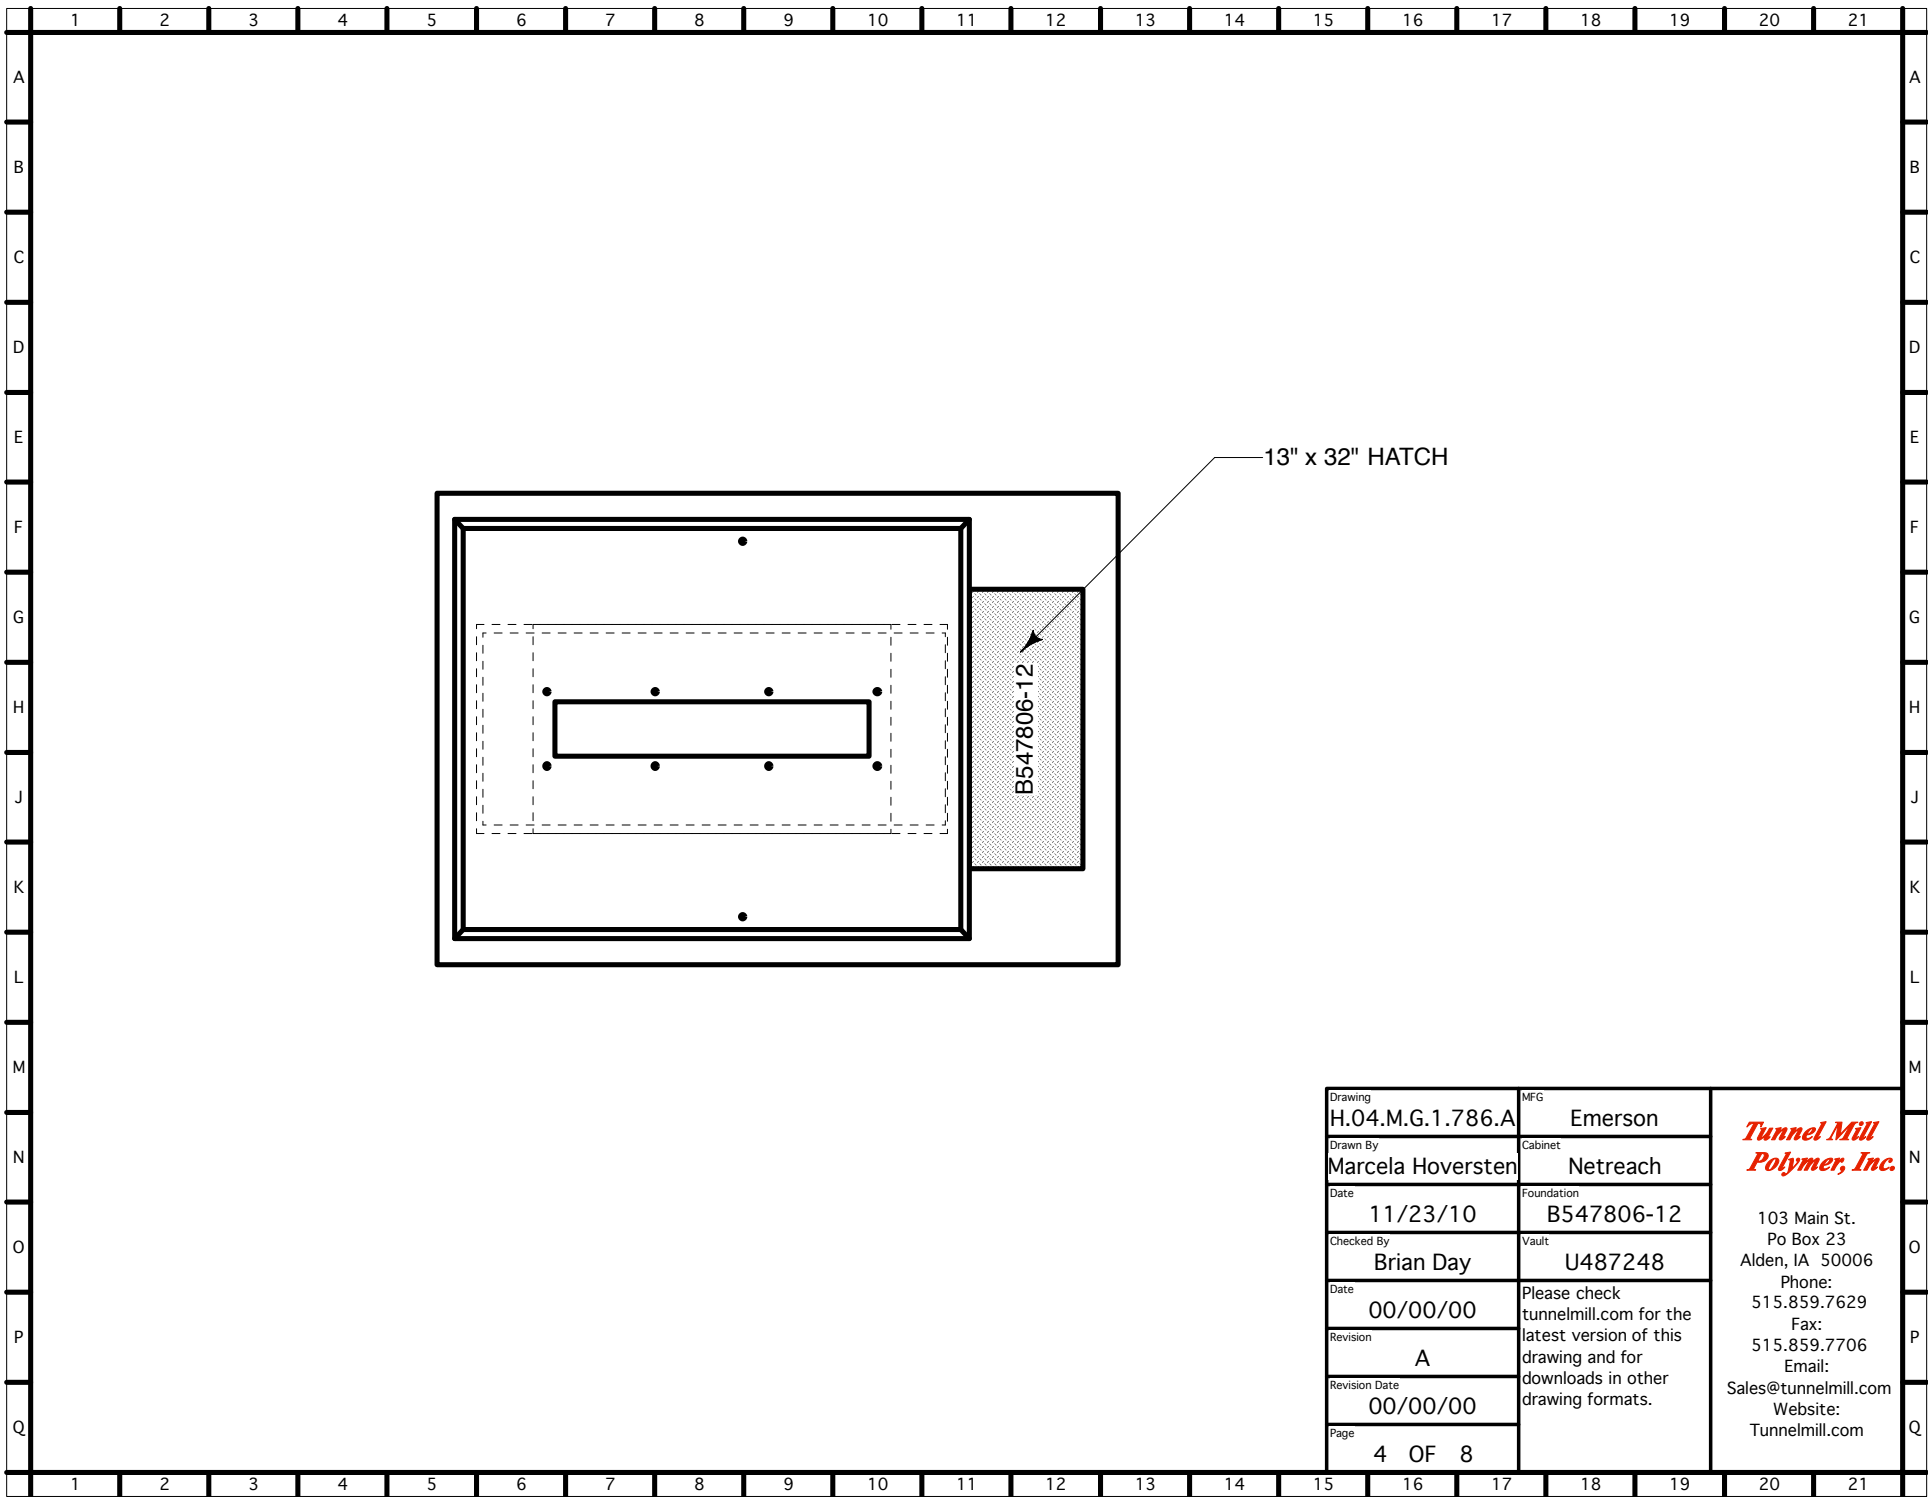 1 2 3 4 5 6 7 8 9 10 11 12 13 14 15 16 17 18 19 20 21
A A
B B
C C
D D
E E
13" x 32" HATCH
F F
G G
B547806-12
H H
J J
K K
L L
M M
Drawing
H.04.M.G.1.786.A
MFG
Emerson
Drawn By
Marcela Hoversten
Cabinet
Netreach
Date
11/23/10
Foundation
B547806-12
Checked By
Brian Day
Vault
U487248
Date
00/00/00
Revision
A
Revision Date
00/00/00
Page
4 OF 8
Please check
tunnelmill.com for the
latest version of this
drawing and for
downloads in other
drawing formats.
Tunnel Mill
Polymer, Inc.
103 Main St.
Po Box 23
Alden, IA 50006
Phone:
515.859.7629
Fax:
515.859.7706
Email:
Sales@tunnelmill.com
Website:
Tunnelmill.com
N N
O O
P P
Q Q
1 2 3 4 5 6 7 8 9 10 11 12 13 14 15 16 17 18 19 20 21